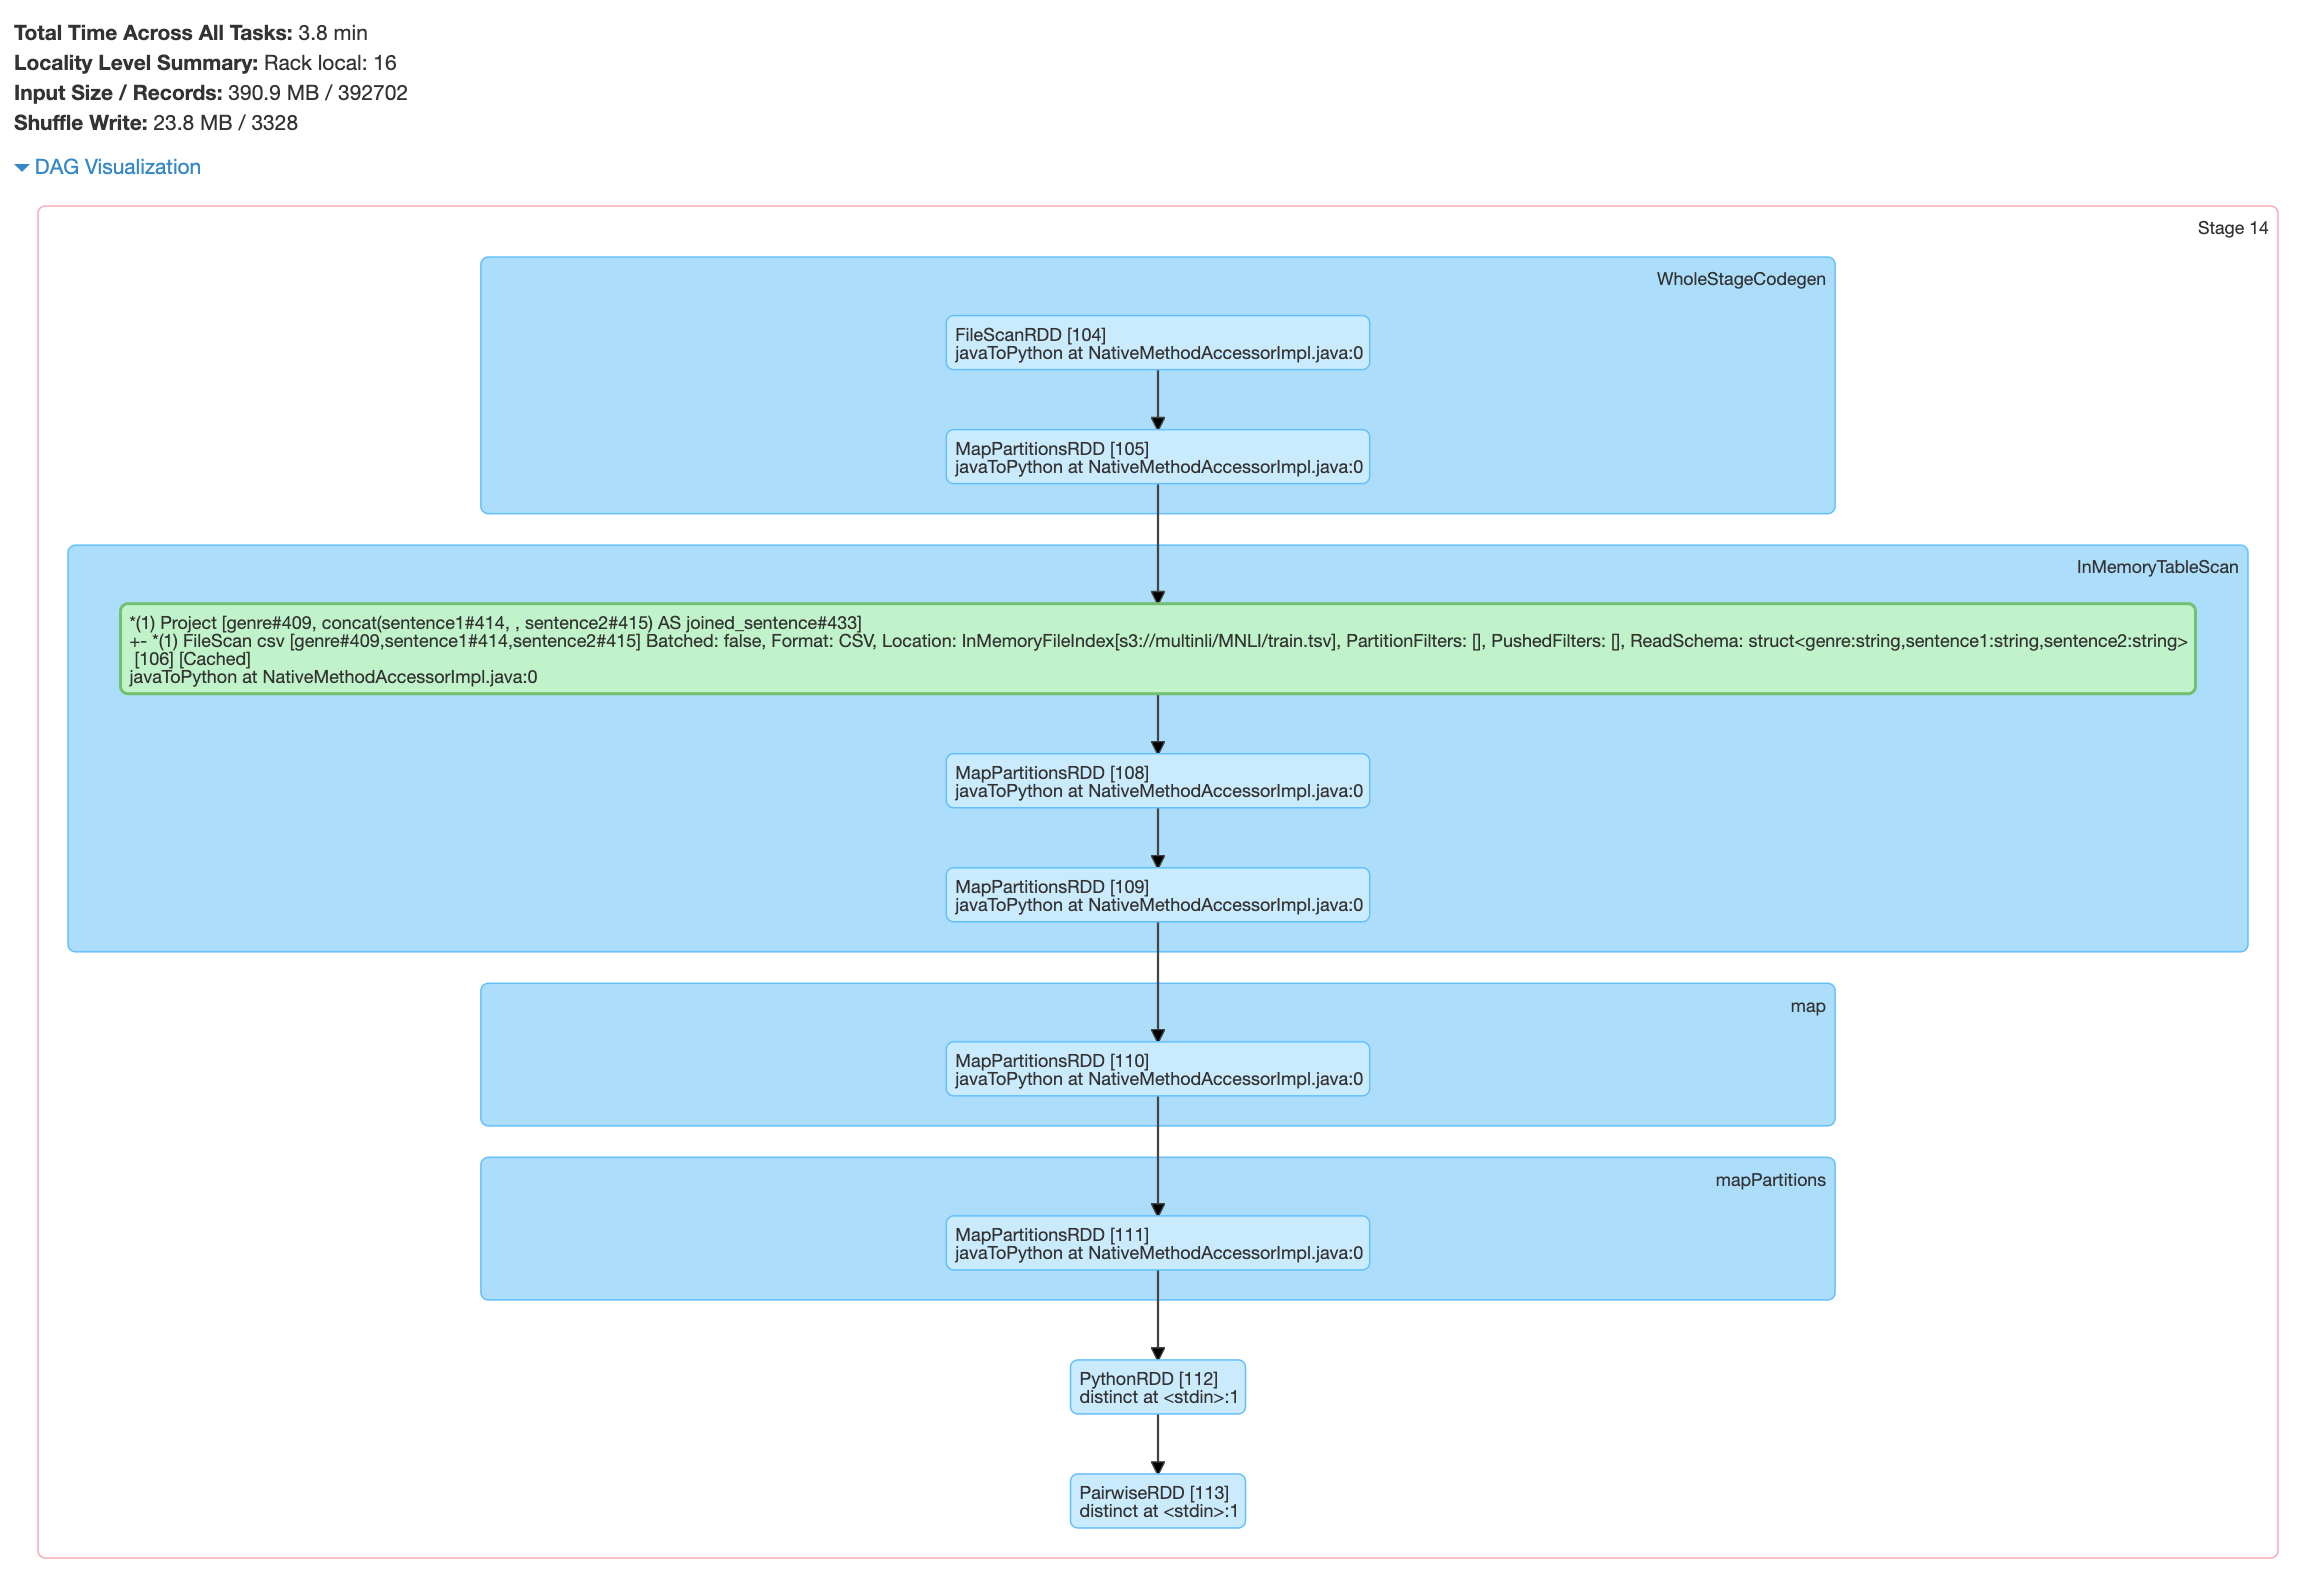 Total Time Across All Tasks: 3.8 min
Locality Level Summary: Rack local: 16
Input Size / Records: 390.9 MB / 392702
Shuffle Write: 23.8 MB / 3328
DAG Visualization
Stage 14
WholeStageCodegen
FileScanRDD [104]
javaToPython at NativeMethodAccessorImpl.java:0
MapPartitionsRDD [105]
javaToPython at NativeMethodAccessorImpl.java:0
InMemoryTableScan
*(1) Project [genre#409, concat(sentence1#414, , sentence2#415) AS joined_sentence#433]
+- *(1) FileScan csv [genre#409,sentence1#414,sentence2#415] Batched: false, Format: CSV, Location: InMemoryFileIndex[s3://multinli/MNLI/train.tsv], PartitionFilters: [], PushedFilters: [], ReadSchema: struct<genre:string,sentence1:string,sentence2:string>
[106] [Cached]
javaToPython at NativeMethodAccessorImpl.java:0
MapPartitionsRDD [108]
javaToPython at NativeMethodAccessorImpl.java:0
MapPartitionsRDD [109]
javaToPython at NativeMethodAccessorImpl.java:0
map
MapPartitionsRDD [110]
javaToPython at NativeMethodAccessorImpl.java:0
mapPartitions
MapPartitionsRDD [111]
javaToPython at NativeMethodAccessorImpl.java:0
PythonRDD [112]
distinct at <stdin>:1
PairwiseRDD [113]
distinct at <stdin>:1